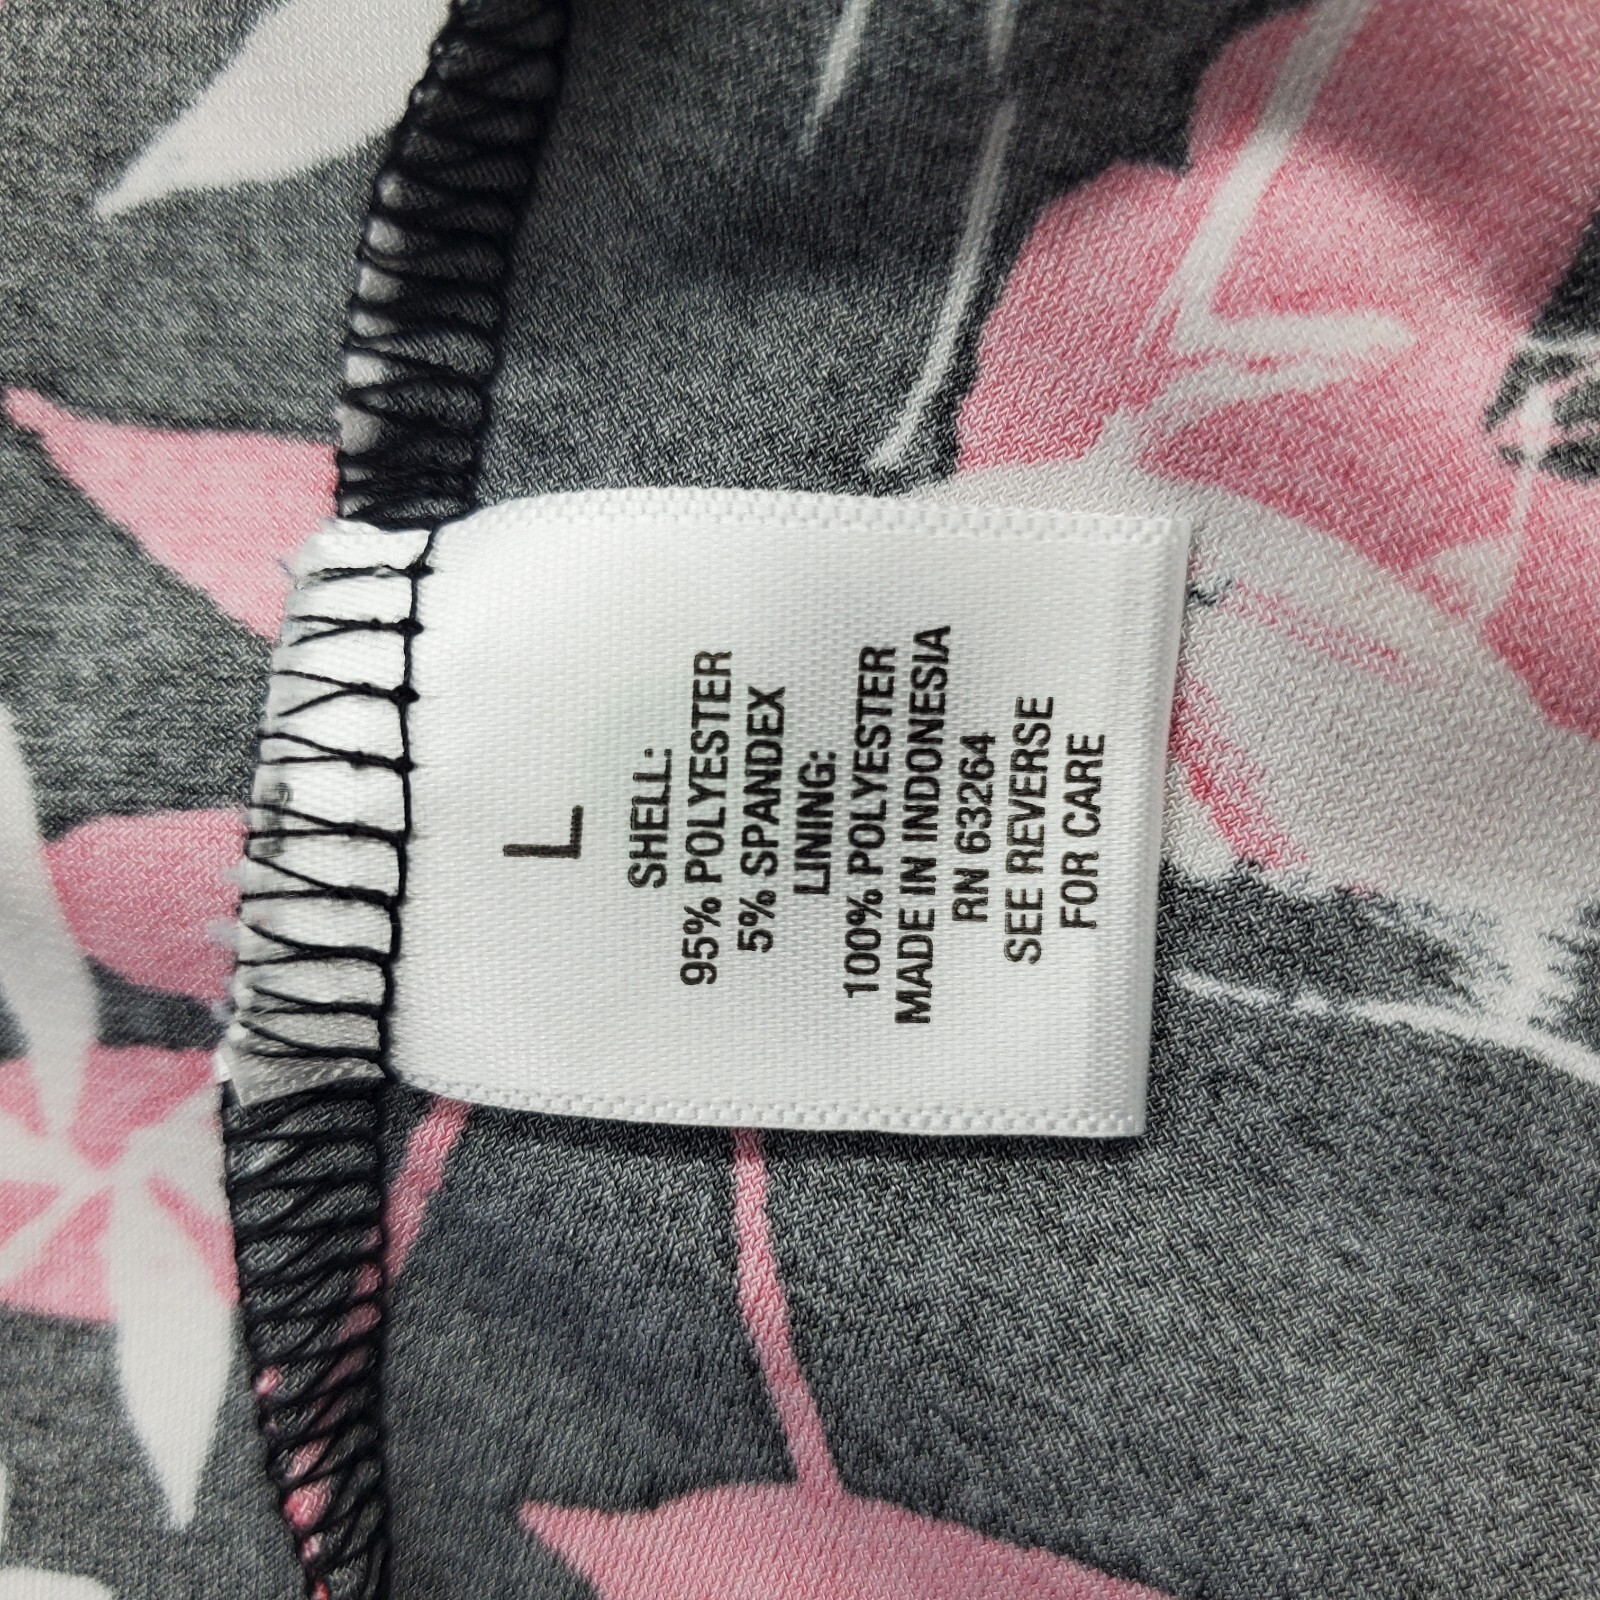 L
SHELL:
95% POLYESTER
5% SPANDEX
LINING:
100% POLYESTER
MADE IN INDONESIA
RN 63264
SEE REVERSE
FOR CARE